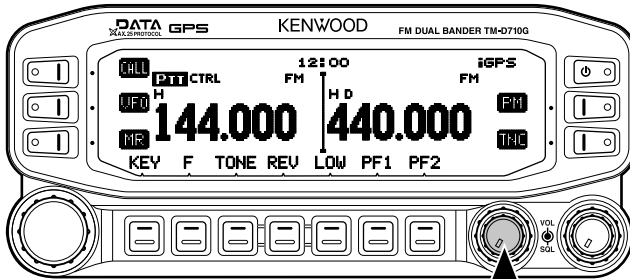 DATA GPS KENWOOD FM DUAL BANDER TM-D710G
AX.25 PROTOCOL
CALL 12:00 iGPS
PTT CTRL FM FM
VFO H H D PM
144.000 440.000
MR TNC
KEY F TONE REV LOW PF1 PF2
VOL
SQL